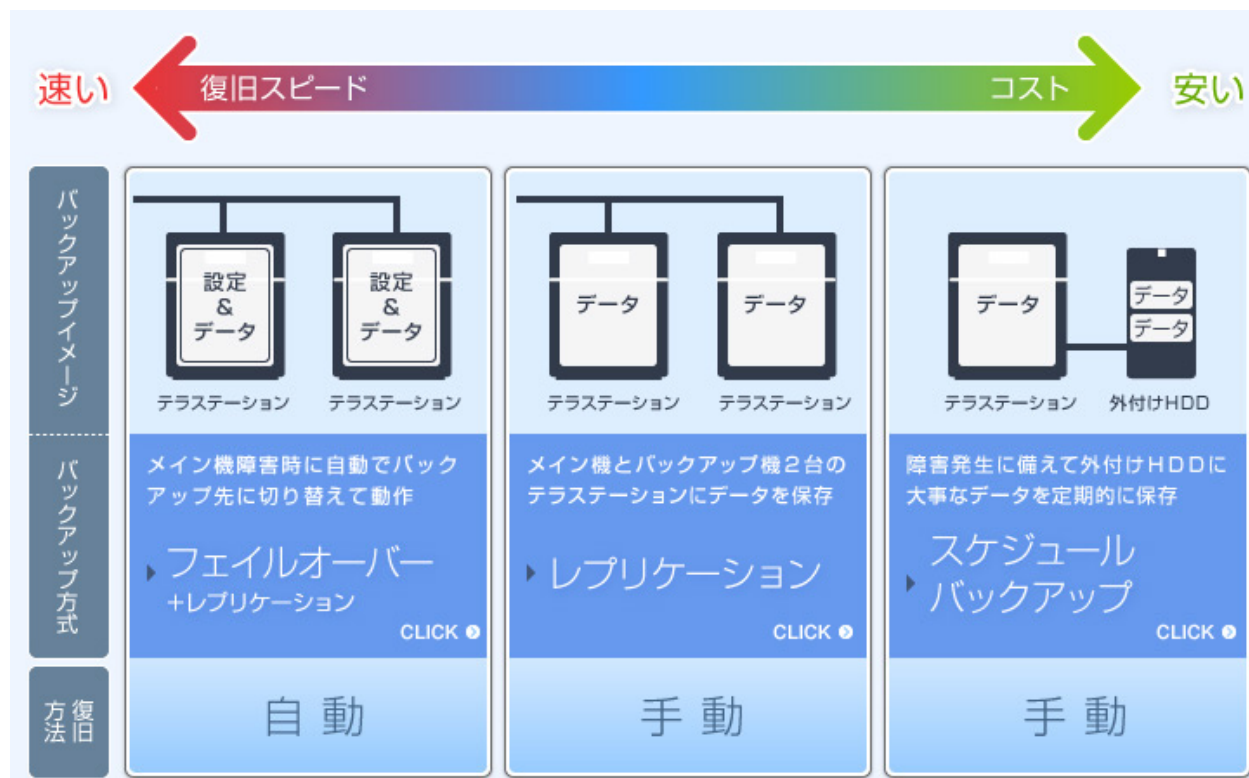 速い
復旧スピード
コスト
安い
バックアップイメージ
設定
&
データ
設定
&
データ
テラステーション
テラステーション
データ
データ
テラステーション
テラステーション
データ
データ
データ
テラステーション
外付けHDD
バックアップ方式
メイン機障害時に自動でバック
アップ先に切り替えて動作
フェイルオーバー
+レプリケーション
CLICK
メイン機とバックアップ機2台の
テラステーションにデータを保存
レプリケーション
CLICK
障害発生に備えて外付けHDDに
大事なデータを定期的に保存
スケジュール
バックアップ
CLICK
復旧
方法
自動
手動
手動